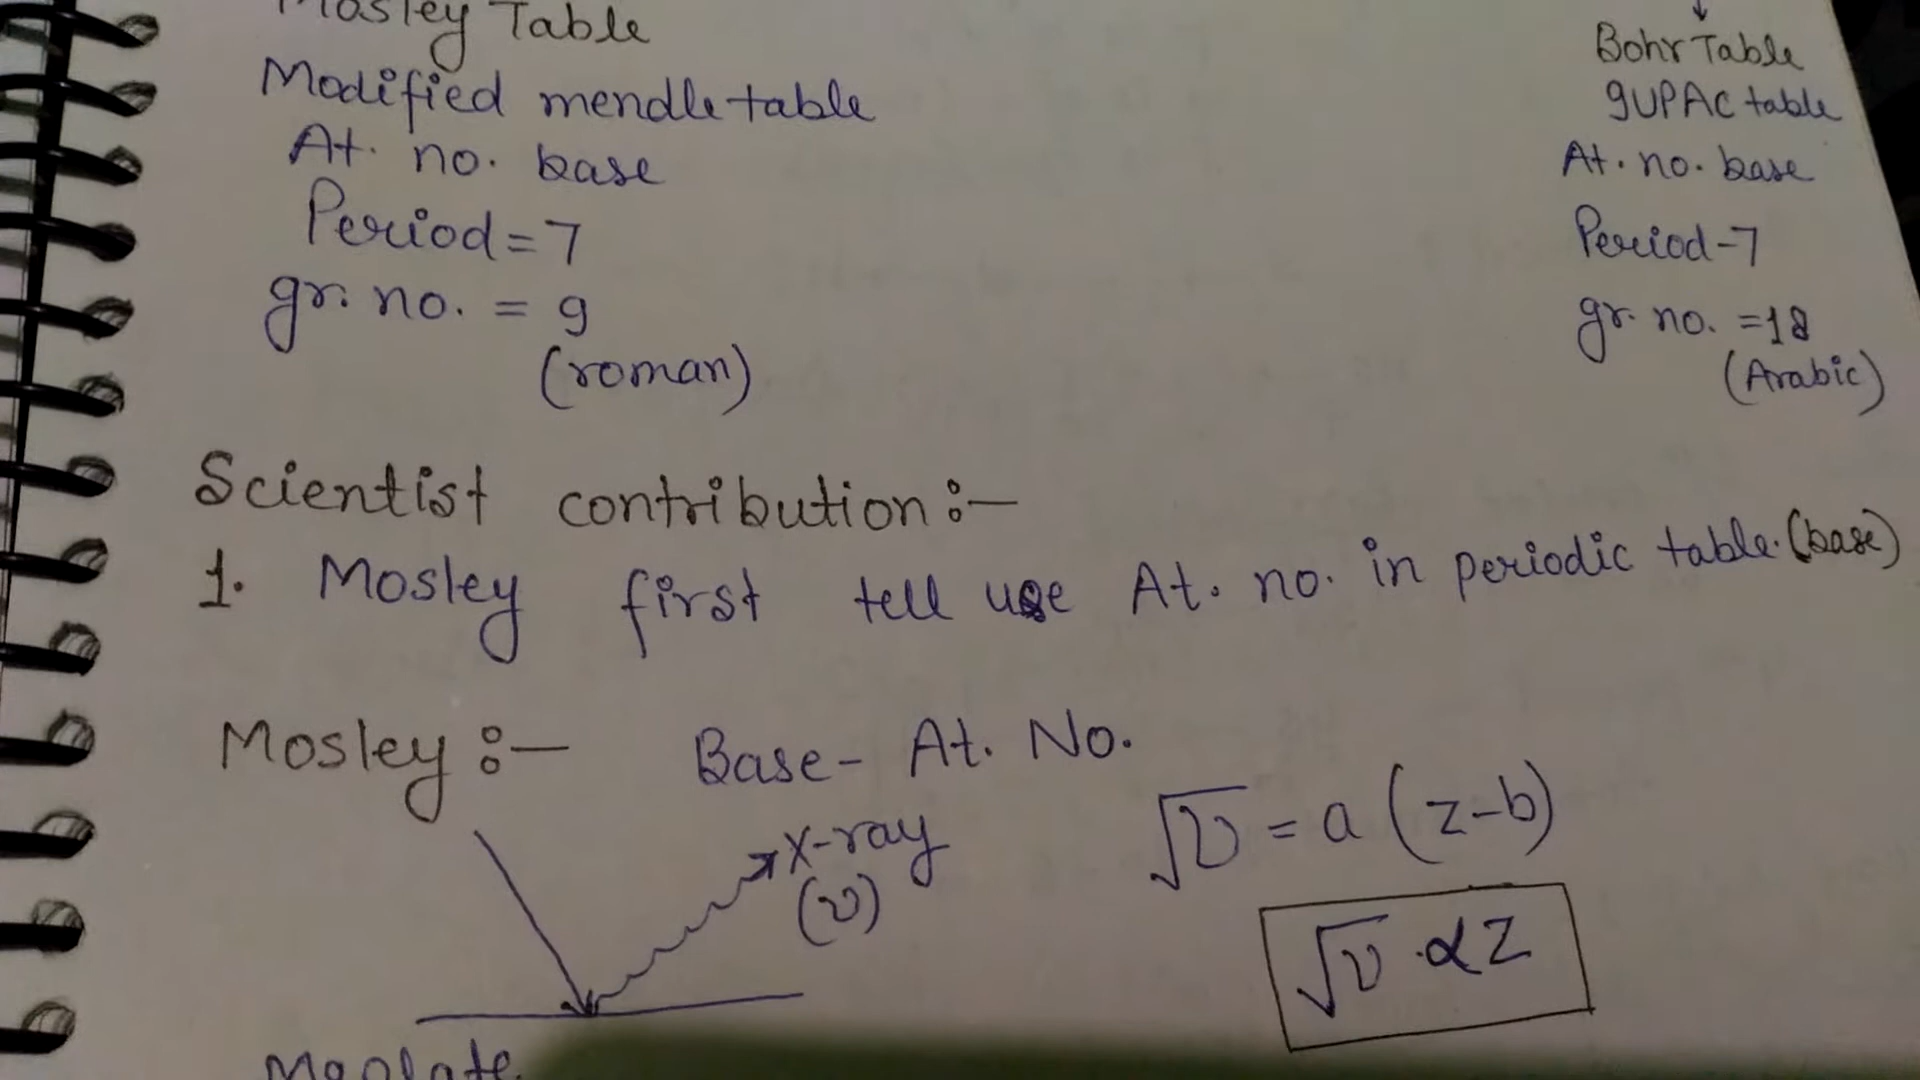 Mosley Table
Modified mendle table
At. no. base
Period = 7
gr. no. = 9
(roman)
Bohr Table
IUPAC table
At. no. base
Period - 7
gr. no. = 18
(Arabic)
Scientist contribution :-
1. Mosley first tell use At. no. in periodic table. (base)
Mosley :- Base - At. No.
X-ray
(ν)
√ν = a (z-b)
√ν ∝ Z